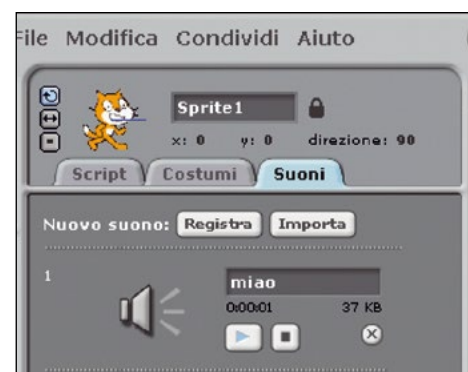 File Modifica Condividi Aiuto
Sprite1
x: 0 y: 0 direzione: 90
Script Costumi Suoni
Nuovo suono: Registra Importa
1
miao
0:00:01 37 KB